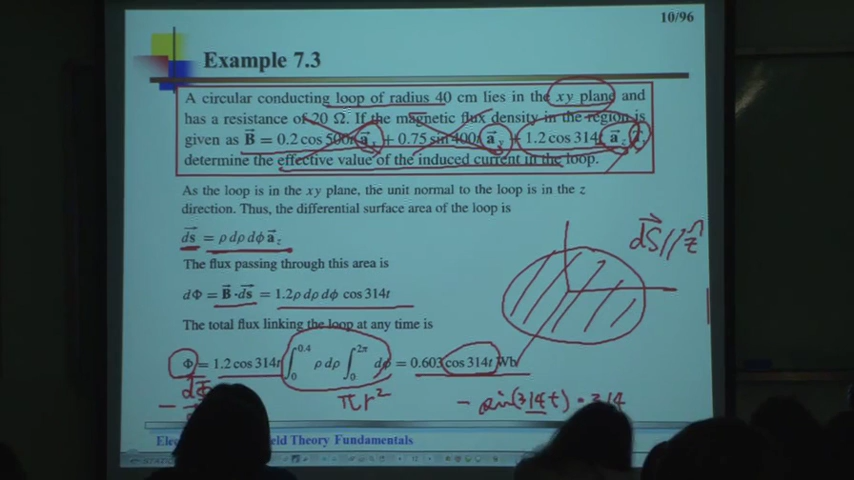 10/96
Example 7.3
A circular conducting loop of radius 40 cm lies in the xy plane and
has a resistance of 20 Ω. If the magnetic flux density in the region is
given as B⃗ = 0.2 cos 500t a⃗x + 0.75 sin 400t a⃗y + 1.2 cos 314t a⃗z
determine the effective value of the induced current in the loop.
As the loop is in the xy plane, the unit normal to the loop is in the z
direction. Thus, the differential surface area of the loop is
d⃗s = ρ dρ dϕ a⃗z
dS⃗ // ẑ
The flux passing through this area is
dΦ = B⃗·d⃗s = 1.2ρ dρ dϕ cos 314t
The total flux linking the loop at any time is
Φ = 1.2 cos 314t ∫₀^0.4 ρ dρ ∫₀^2π dϕ = 0.603 cos 314t Wb
− dΦ
πr²
− sin(314t) · 314
Field Theory Fundamentals